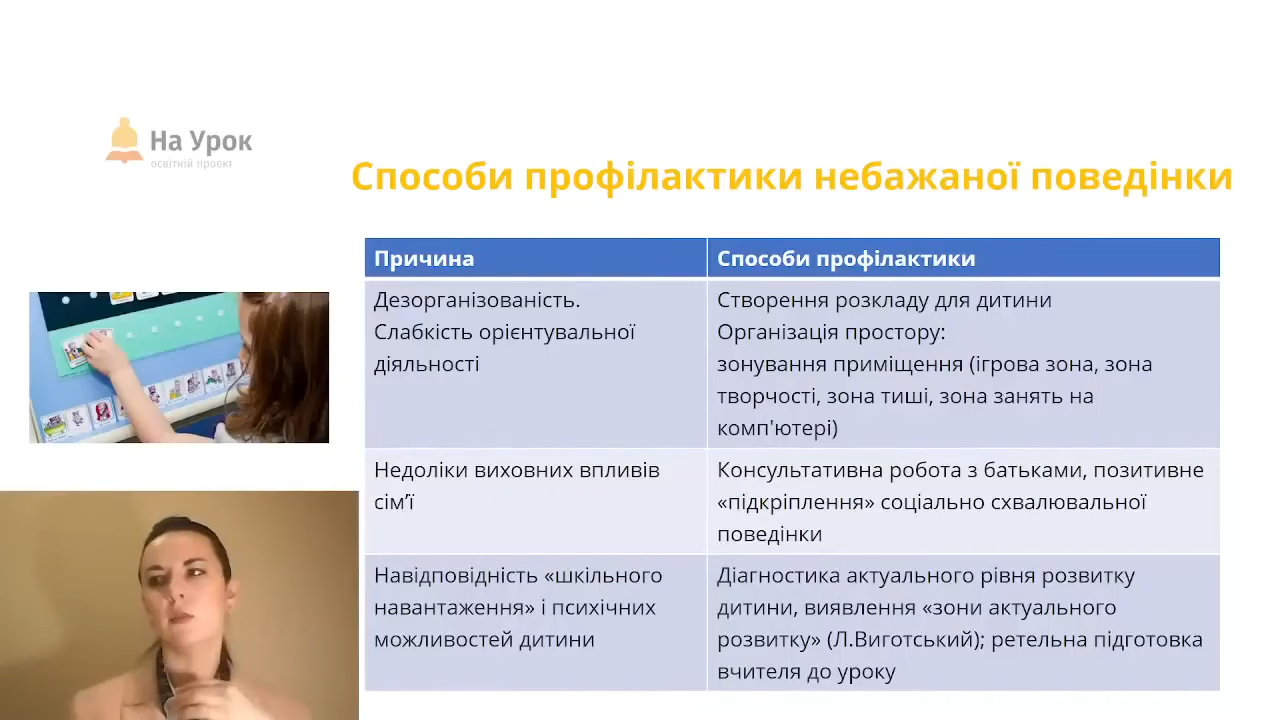 На Урок
освітній проект
Способи профілактики небажаної поведінки
Причина
Способи профілактики
Дезорганізованість.
Слабкість орієнтувальної
діяльності
Створення розкладу для дитини
Організація простору:
зонування приміщення (ігрова зона, зона
творчості, зона тиші, зона занять на
комп'ютері)
Недоліки виховних впливів
сім’ї
Консультативна робота з батьками, позитивне
«підкріплення» соціально схвалювальної
поведінки
Навідповідність «шкільного
навантаження» і психічних
можливостей дитини
Діагностика актуального рівня розвитку
дитини, виявлення «зони актуального
розвитку» (Л.Виготський); ретельна підготовка
вчителя до уроку